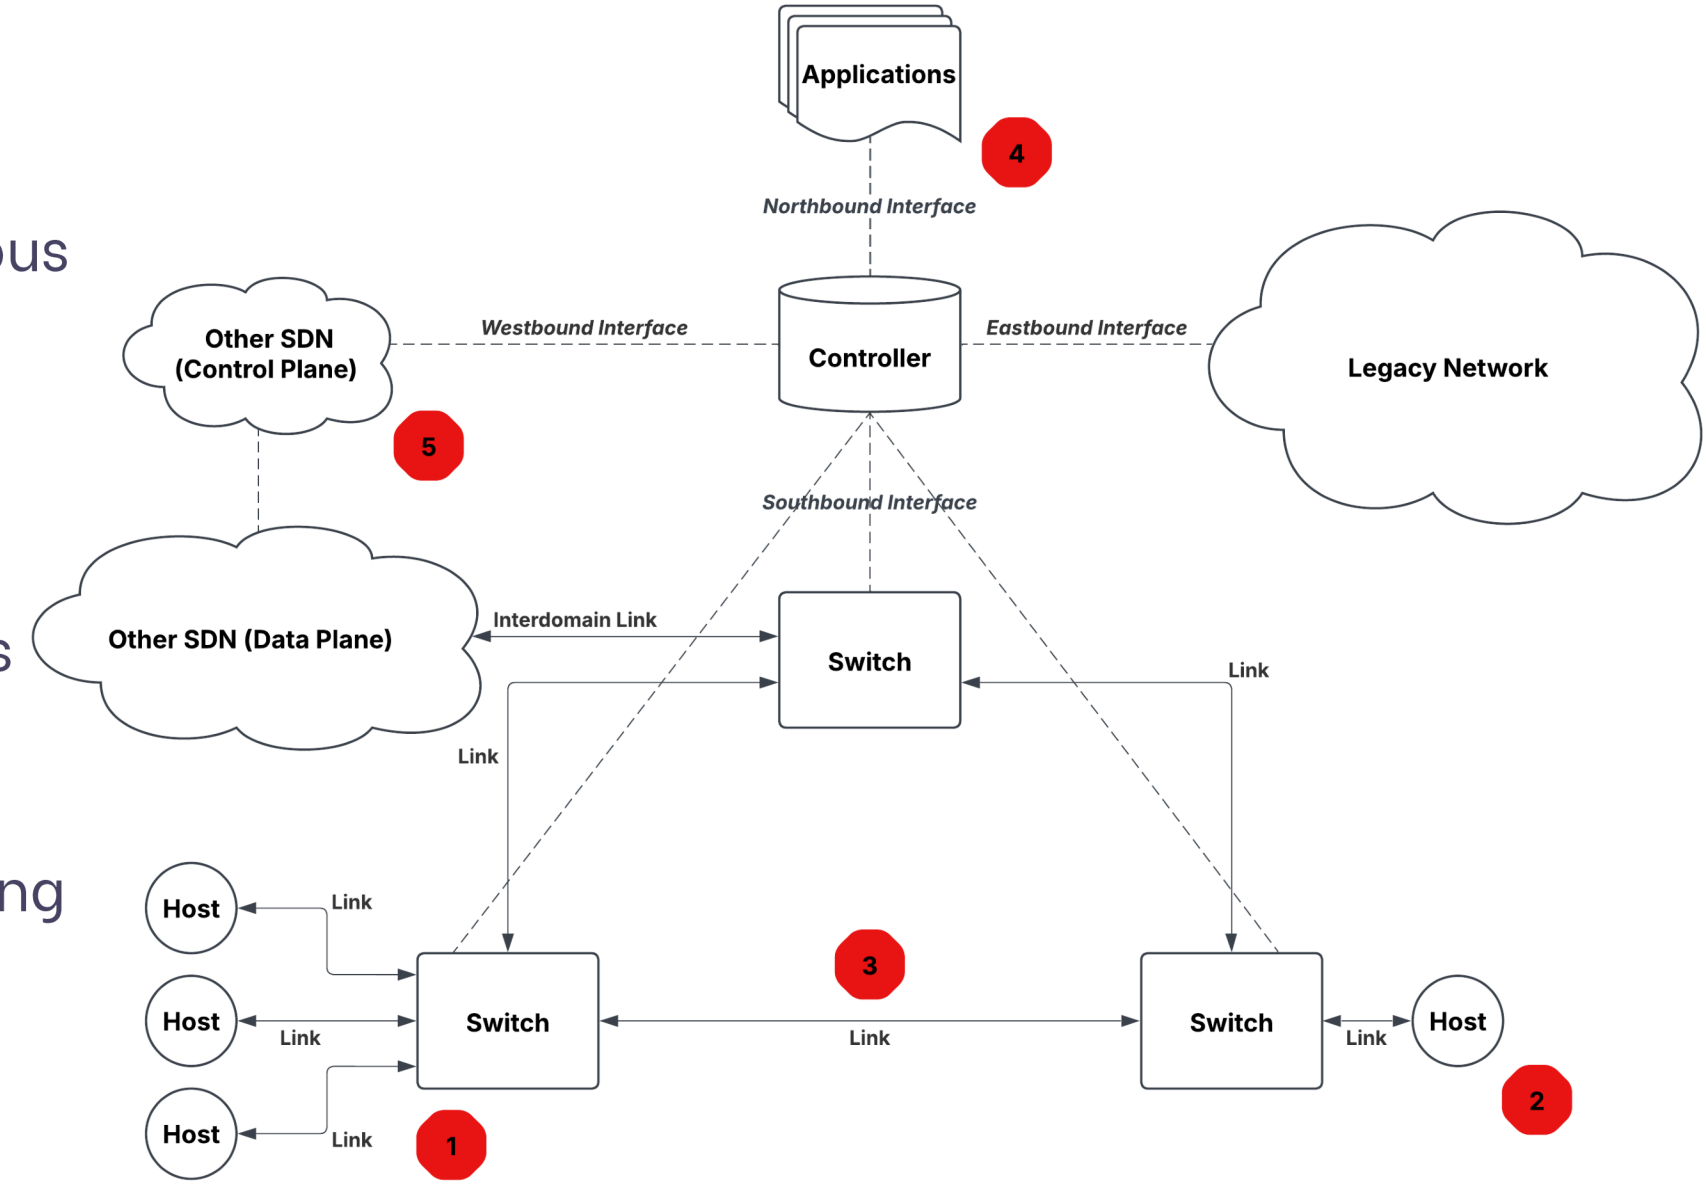 Applications
4
Northbound Interface
ous
Other SDN
(Control Plane)
Westbound Interface
Controller
Eastbound Interface
Legacy Network
5
Southbound Interface
s
Other SDN (Data Plane)
Interdomain Link
Switch
Link
Link
ng
Host
Link
Host
Link
Host
Link
Switch
3
Link
Switch
Link
Host
1
2